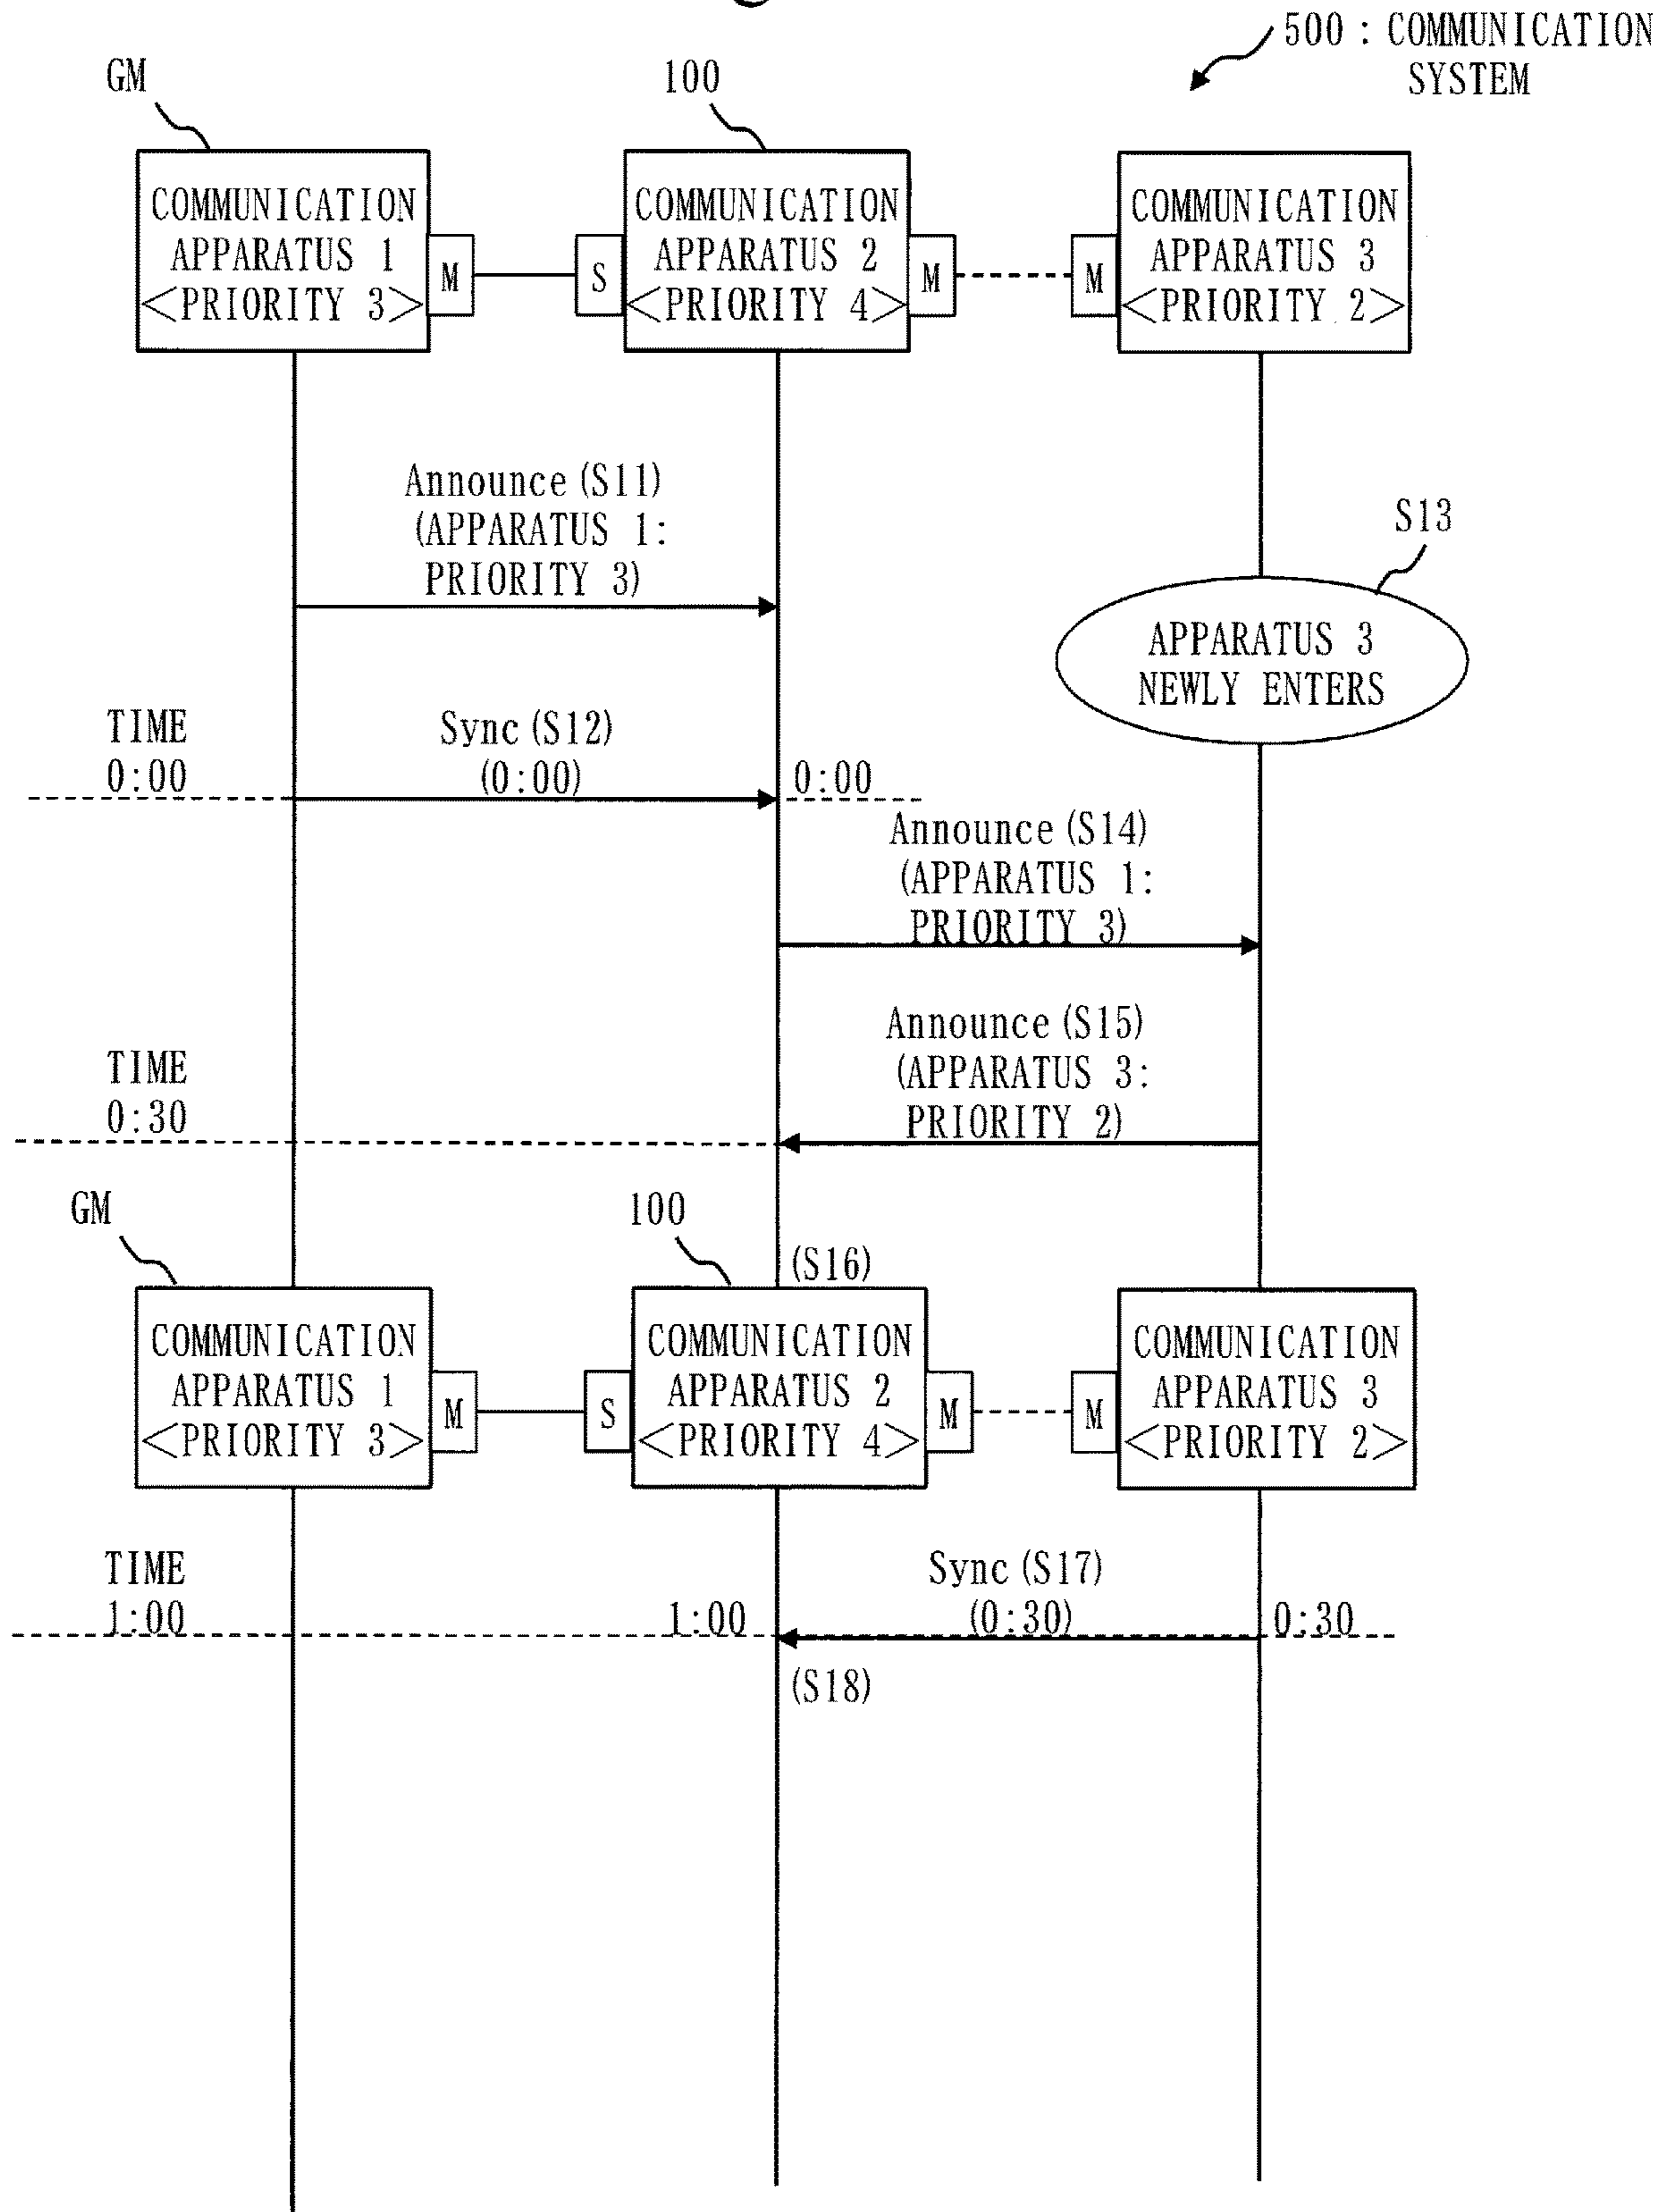 500 : COMMUNICATION
SYSTEM
GM
100
COMMUNICATION
APPARATUS 1
<PRIORITY 3>
M
S
COMMUNICATION
APPARATUS 2
<PRIORITY 4>
M
M
COMMUNICATION
APPARATUS 3
<PRIORITY 2>
Announce (S11)
(APPARATUS 1:
PRIORITY 3)
S13
APPARATUS 3
NEWLY ENTERS
TIME
0:00
Sync (S12)
(0:00)
0:00
Announce (S14)
(APPARATUS 1:
PRIORITY 3)
Announce (S15)
(APPARATUS 3:
PRIORITY 2)
TIME
0:30
GM
100
(S16)
COMMUNICATION
APPARATUS 1
<PRIORITY 3>
M
S
COMMUNICATION
APPARATUS 2
<PRIORITY 4>
M
M
COMMUNICATION
APPARATUS 3
<PRIORITY 2>
TIME
1:00
1:00
Sync (S17)
(0:30)
0:30
(S18)